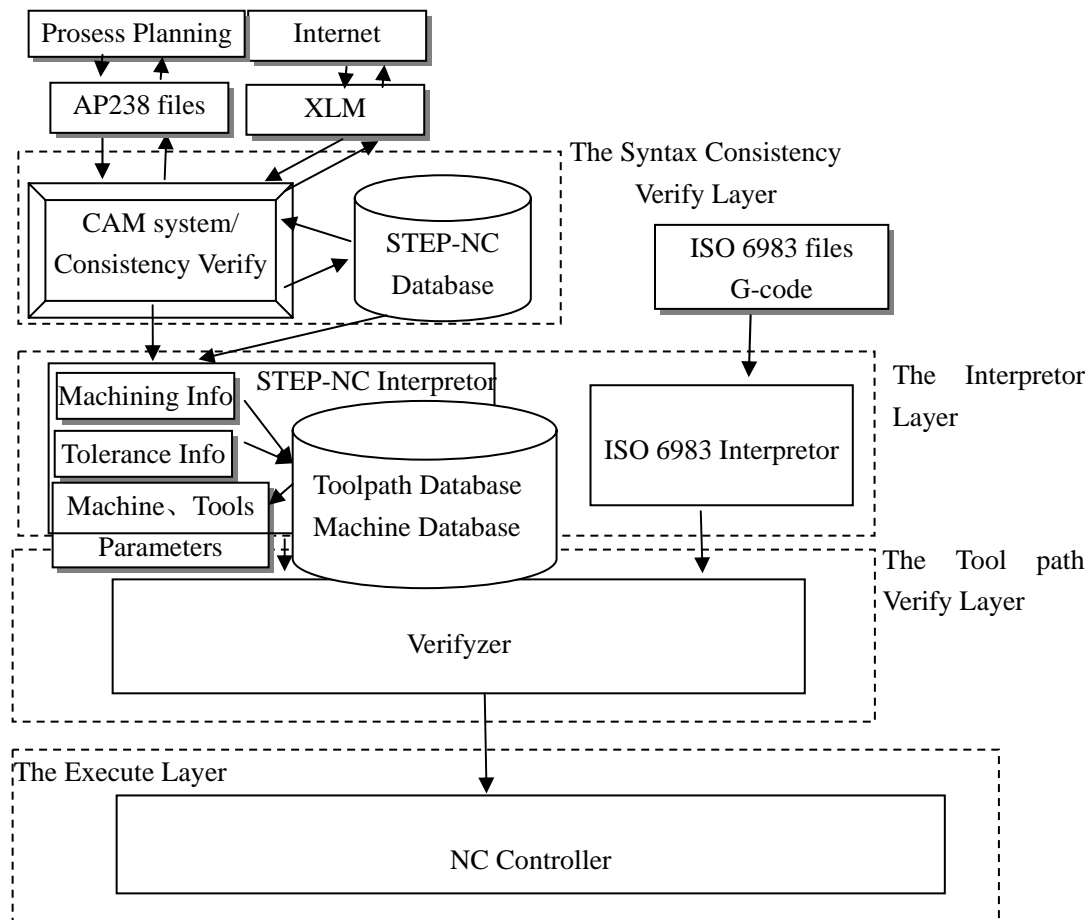 Prosess Planning
Internet
AP238 files
XLM
The Syntax Consistency
Verify Layer
CAM system/
Consistency Verify
STEP-NC
Database
ISO 6983 files
G-code
STEP-NC Interpretor
Machining Info
Tolerance Info
Machine、Tools
Parameters
Toolpath Database
Machine Database
ISO 6983 Interpretor
The Interpretor
Layer
The Tool path
Verify Layer
Verifyzer
The Execute Layer
NC Controller